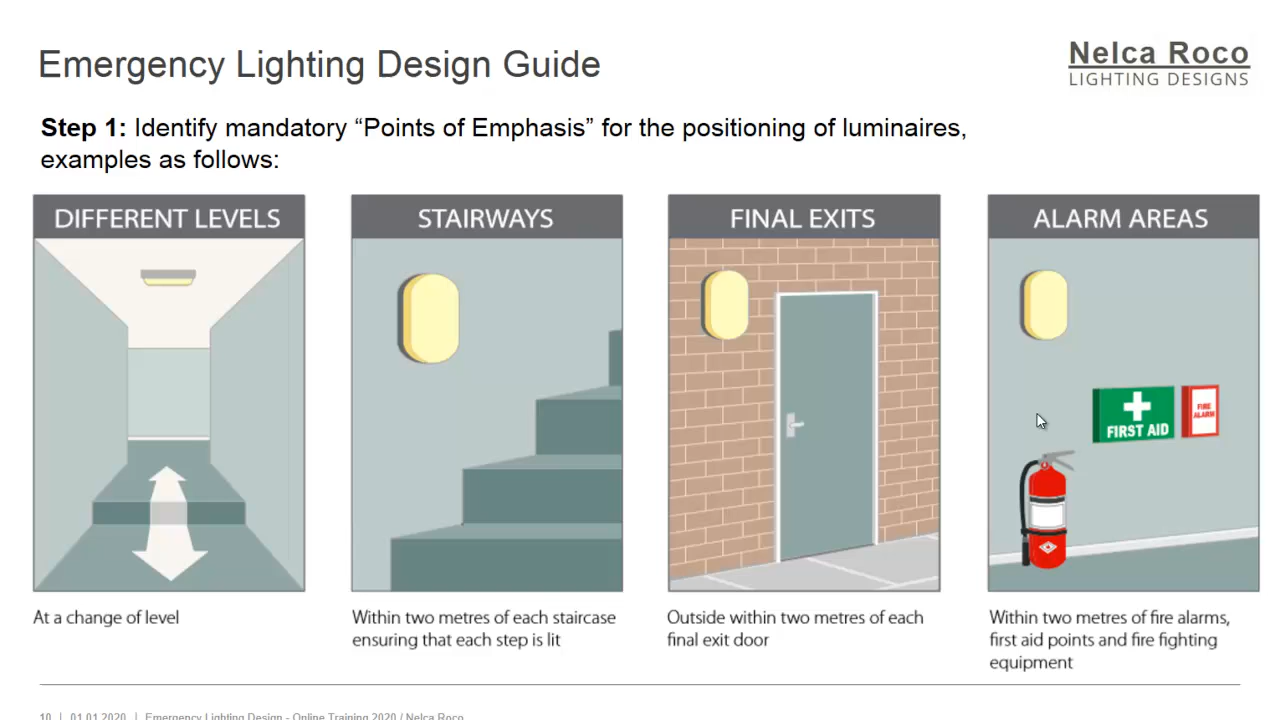 Emergency Lighting Design Guide
Nelca Roco
LIGHTING DESIGNS
Step 1: Identify mandatory “Points of Emphasis” for the positioning of luminaires,
examples as follows:
DIFFERENT LEVELS
STAIRWAYS
FINAL EXITS
ALARM AREAS
FIRST AID
FIRE
ALARM
At a change of level
Within two metres of each staircase
ensuring that each step is lit
Outside within two metres of each
final exit door
Within two metres of fire alarms,
first aid points and fire fighting
equipment
10 | 01.01.2020 | Emergency Lighting Design - Online Training 2020 / Nelca Roco